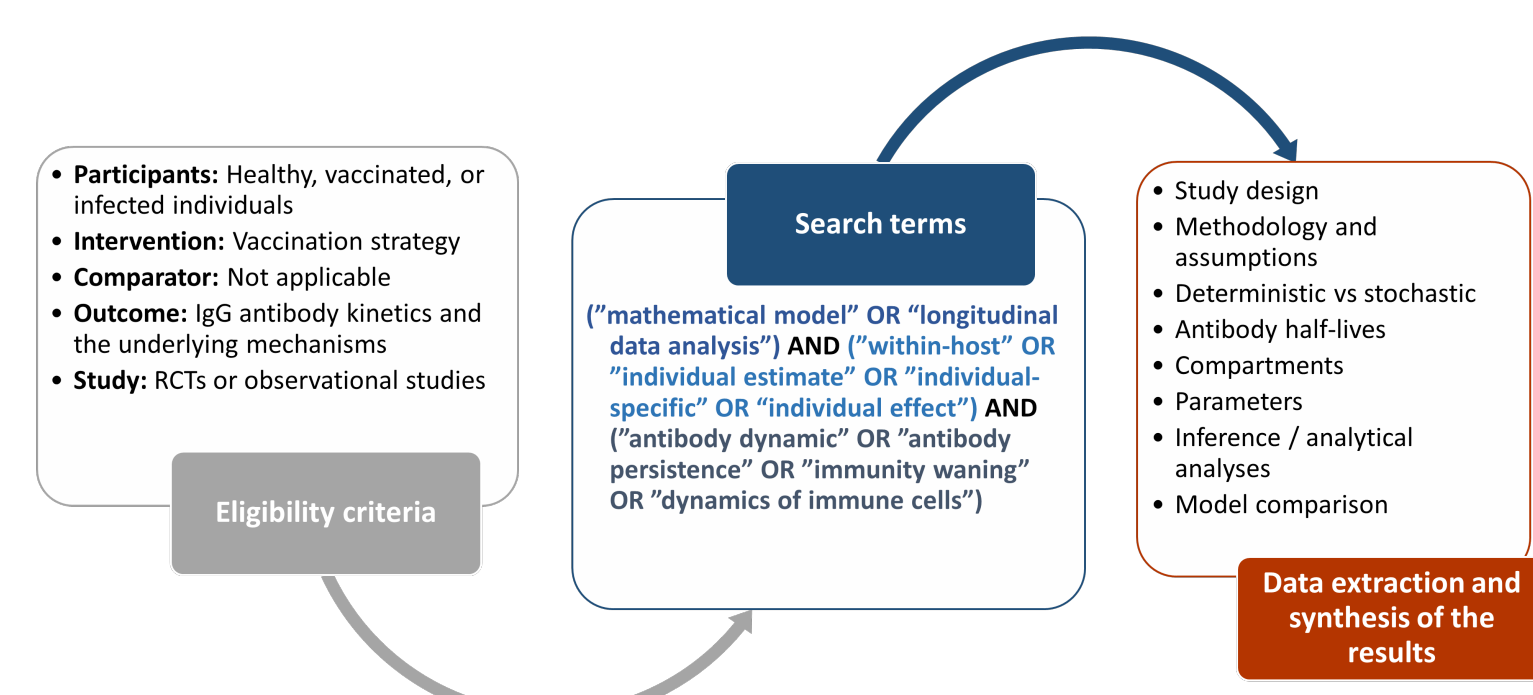 • Participants: Healthy, vaccinated, or
infected individuals
• Intervention: Vaccination strategy
• Comparator: Not applicable
• Outcome: IgG antibody kinetics and
the underlying mechanisms
• Study: RCTs or observational studies
Eligibility criteria
Search terms
(”mathematical model” OR “longitudinal
data analysis”) AND (”within-host” OR
”individual estimate” OR ”individual-
specific” OR “individual effect”) AND
(”antibody dynamic” OR ”antibody
persistence” OR ”immunity waning”
OR ”dynamics of immune cells”)
• Study design
• Methodology and
assumptions
• Deterministic vs stochastic
• Antibody half-lives
• Compartments
• Parameters
• Inference / analytical
analyses
• Model comparison
Data extraction and
synthesis of the
results